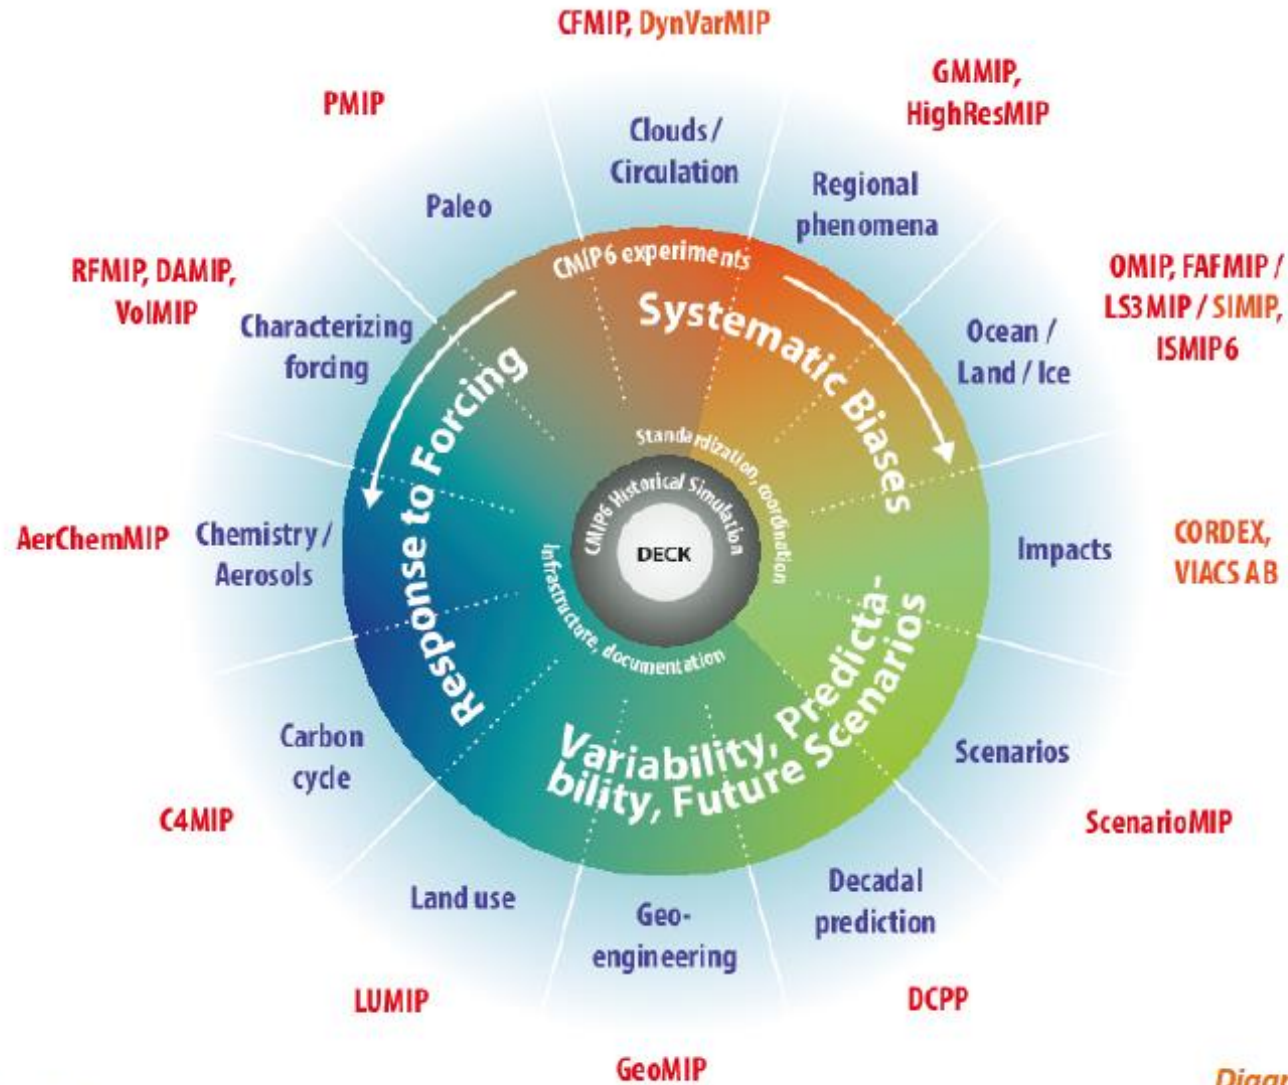 CFMIP, DynVarMIP
GMMIP,
HighResMIP
PMIP
Clouds /
Circulation
Regional
phenomena
Paleo
RFMIP, DAMIP,
VolMIP
Characterizing
forcing
CMIP6 experiments
Systematic Biases
OMIP, FAFMIP /
LS3MIP / SIMIP,
ISMIP6
Ocean /
Land / Ice
Response to Forcing
Standardization, coordination
CMIP6 Historical Simulation
DECK
Infrastructure, documentation
AerChemMIP
Chemistry /
Aerosols
Impacts
CORDEX,
VIACS AB
Variability, Predicta-
bility, Future Scenarios
Carbon
cycle
Scenarios
C4MIP
ScenarioMIP
Land use
Geo-
engineering
Decadal
prediction
LUMIP
DCPP
GeoMIP